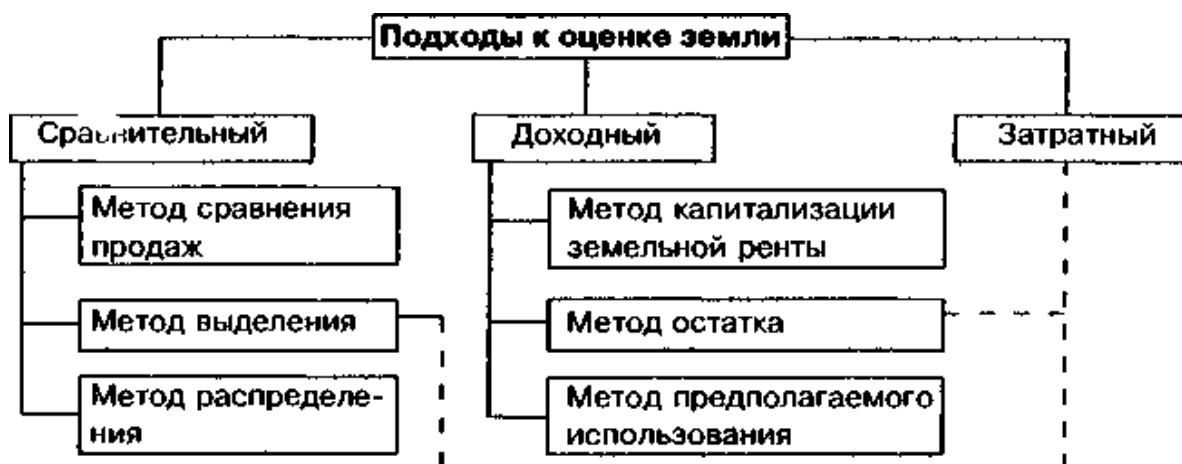 Подходы к оценке земли
Сравнительный
Доходный
Затратный
Метод сравнения
продаж
Метод капитализации
земельной ренты
Метод выделения
Метод остатка
Метод распределе-
ния
Метод предполагаемого
использования